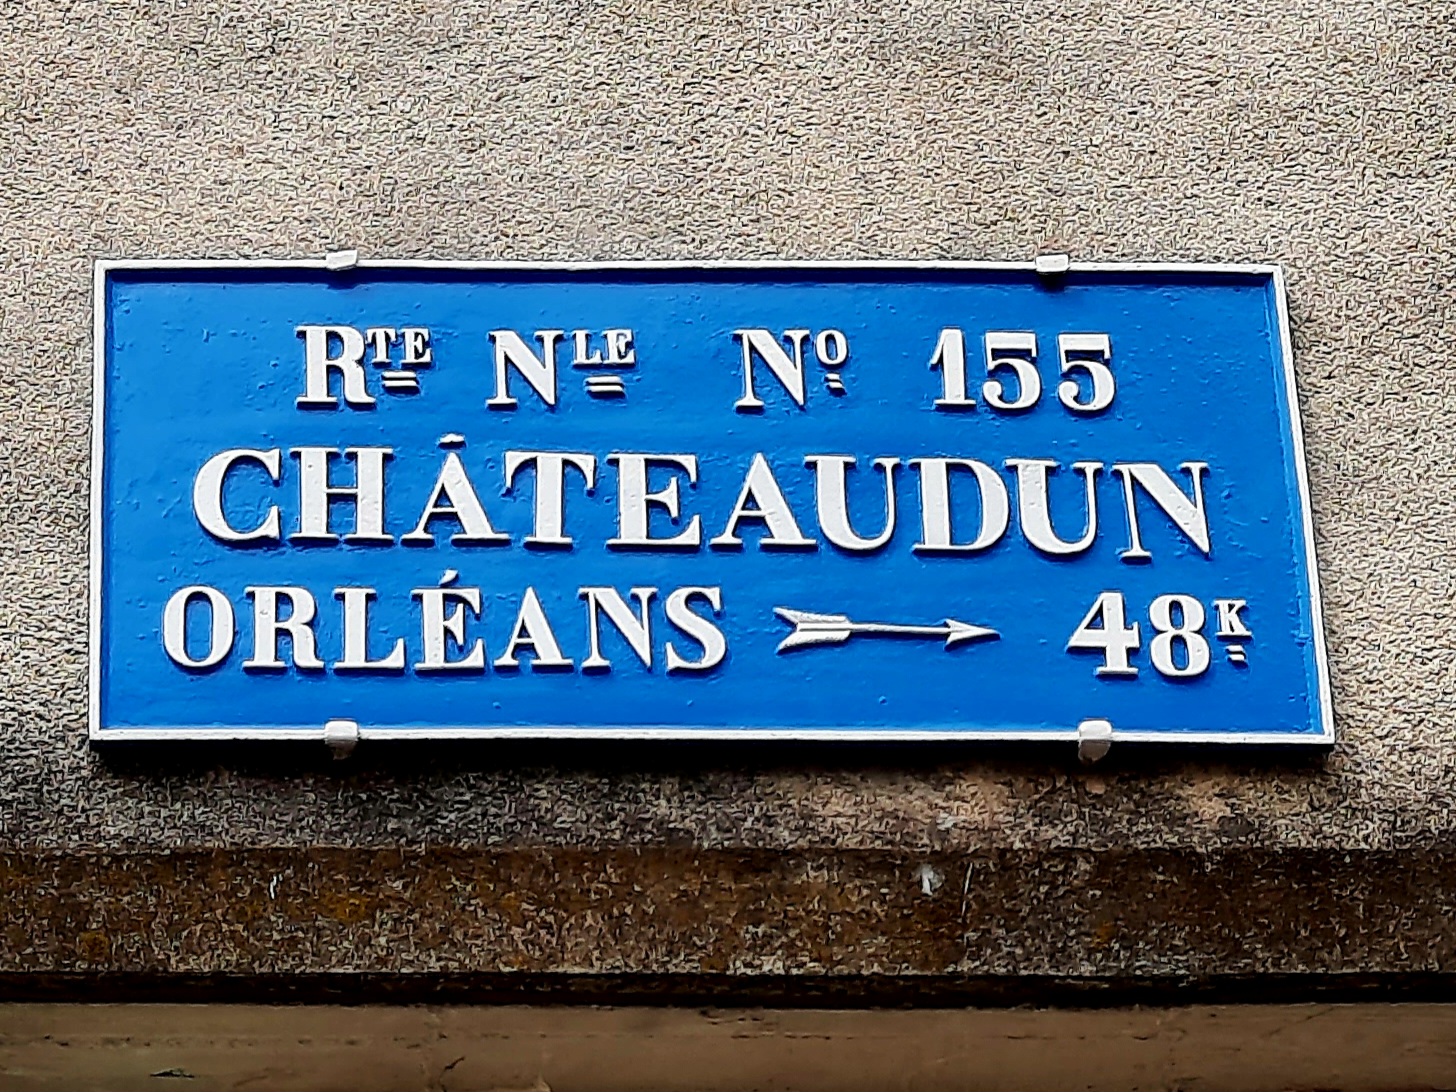 RTE NLE NO 155
CHÂTEAUDUN
ORLÉANS → 48K